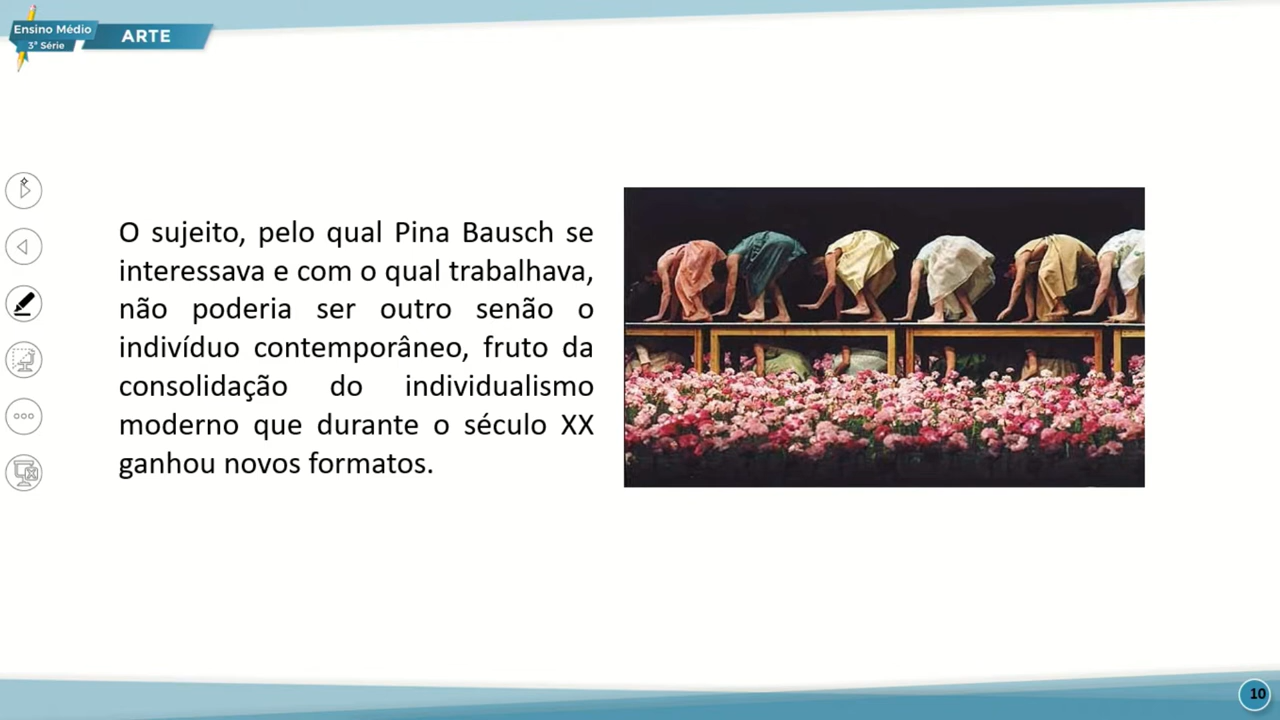 Ensino Médio
3ª Série
ARTE
O sujeito, pelo qual Pina Bausch se
interessava e com o qual trabalhava,
não poderia ser outro senão o
indivíduo contemporâneo, fruto da
consolidação do individualismo
moderno que durante o século XX
ganhou novos formatos.
10